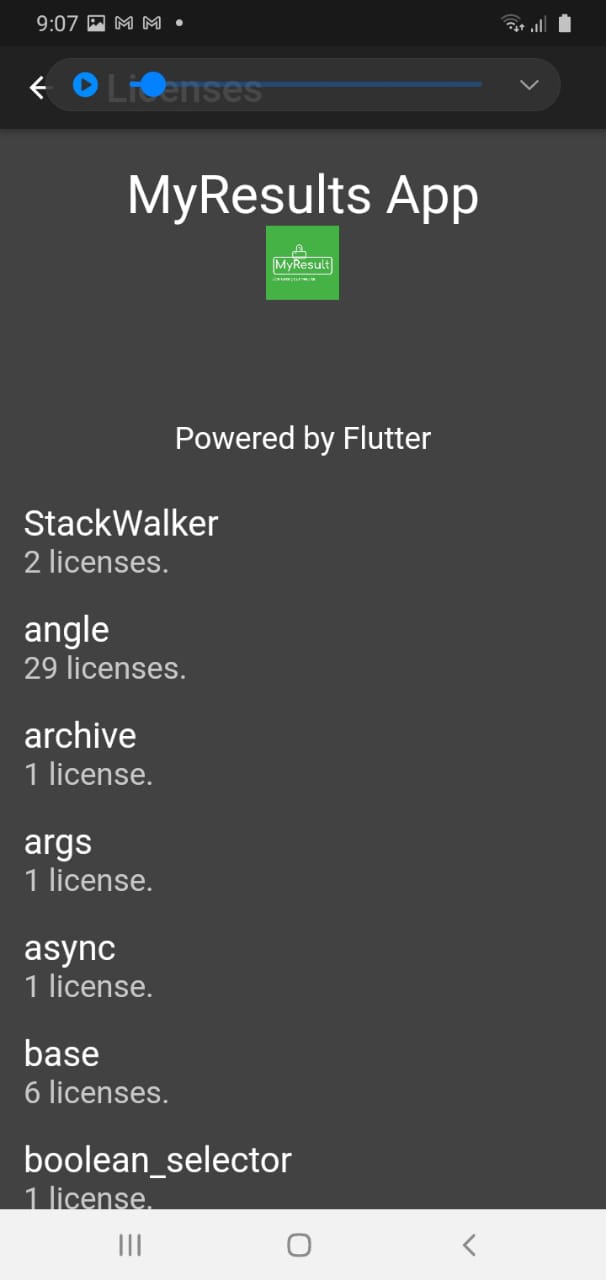 9:07
Licenses
MyResults App
MyResult
Powered by Flutter
StackWalker
2 licenses.
angle
29 licenses.
archive
1 license.
args
1 license.
async
1 license.
base
6 licenses.
boolean_selector
1 license.